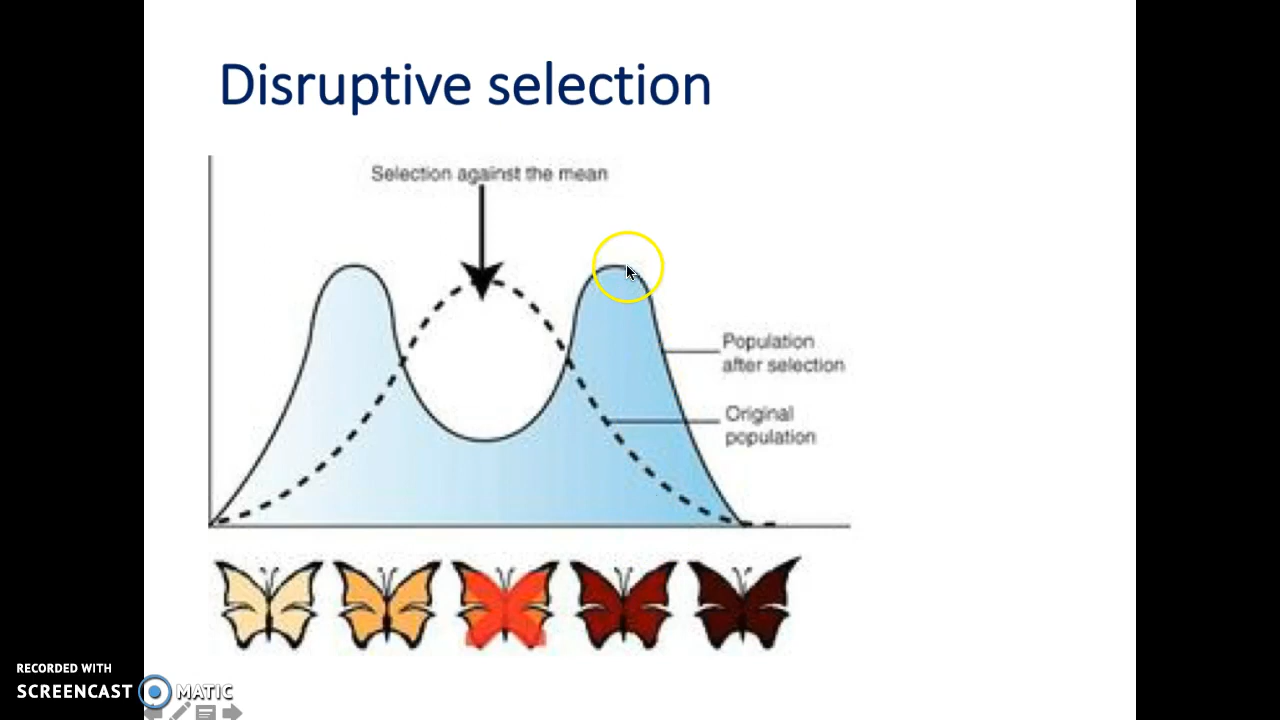 Disruptive selection
Selection against the mean
Population
after selection
Original
population
RECORDED WITH
SCREENCAST MATIC